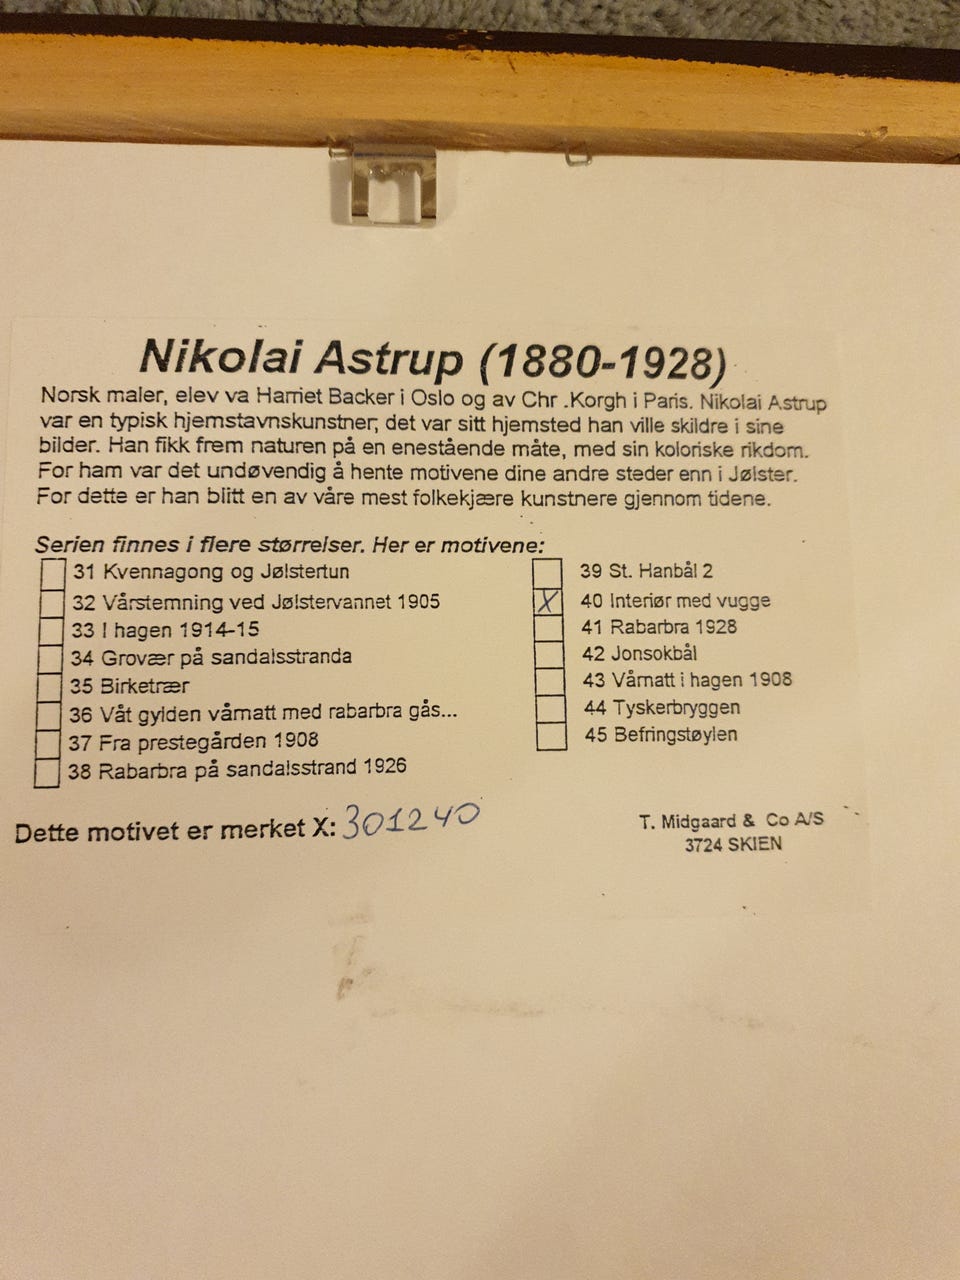 Nikolai Astrup (1880-1928)
Norsk maler, elev va Harriet Backer i Oslo og av Chr .Korgh i Paris. Nikolai Astrup
var en typisk hjemstavnskunstner, det var sitt hjemsted han ville skildre i sine
bilder. Han fikk frem naturen på en enestående måte, med sin koloriske rikdom.
For ham var det undøvendig å hente motivene dine andre steder enn i Jølster.
For dette er han blitt en av våre mest folkekjære kunstnere gjennom tidene.
Serien finnes i flere størrelser. Her er motivene:
31 Kvennagong og Jølstertun
32 Vårstemning ved Jølstervannet 1905
33 I hagen 1914-15
34 Grovær på sandalsstranda
35 Birketrær
36 Våt gylden vårnatt med rabarbra gås...
37 Fra prestegården 1908
38 Rabarbra på sandalsstrand 1926
39 St. Hanbål 2
X 40 Interiør med vugge
41 Rabarbra 1928
42 Jonsokbål
43 Vårnatt i hagen 1908
44 Tyskerbryggen
45 Befringstøylen
Dette motivet er merket X: 301240
T. Midgaard & Co A/S
3724 SKIEN